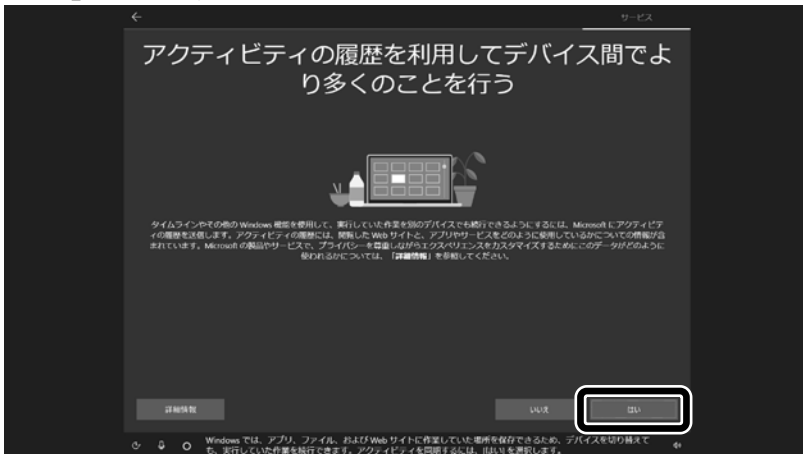 サービス
アクティビティの履歴を利用してデバイス間でよ
り多くのことを行う
タイムラインやその他の Windows 機能を使用して、実行していた作業を別のデバイスでも続行できるようにするには、Microsoft にアクティビテ
ィの履歴を送信します。アクティビティの履歴には、閲覧した Web サイトと、アプリやサービスをどのように使用しているかについての情報が含
まれています。Microsoft の製品やサービスで、プライバシーを尊重しながらエクスペリエンスをカスタマイズするためにこのデータがどのように
使われるかについては、「詳細情報」を参照してください。
詳細情報
いいえ
はい
Windows では、アプリ、ファイル、および Web サイトに作業していた場所を保存できるため、デバイスを切り替えて
も、実行していた作業を続行できます。アクティビティを同期するには、[はい] を選択します。